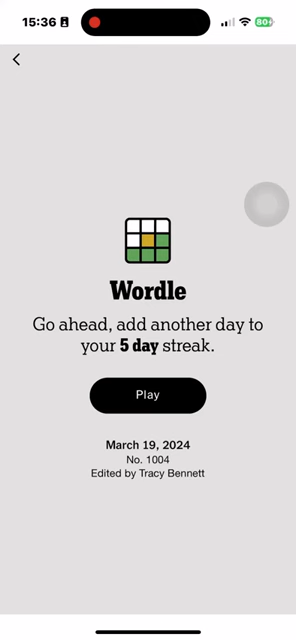 15:36
80
Wordle
Go ahead, add another day to
your 5 day streak.
Play
March 19, 2024
No. 1004
Edited by Tracy Bennett